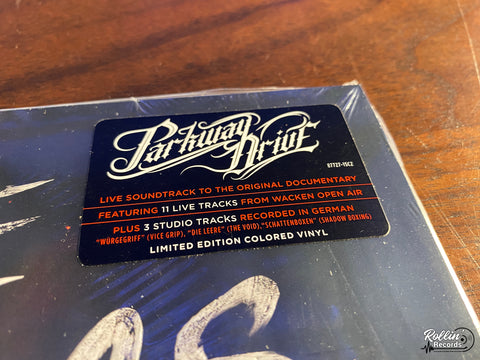 Parkway Drive
87727-1SC2
LIVE SOUNDTRACK TO THE ORIGINAL DOCUMENTARY
FEATURING 11 LIVE TRACKS FROM WACKEN OPEN AIR
PLUS 3 STUDIO TRACKS RECORDED IN GERMAN
"WÜRGEGRIFF" (VICE GRIP), "DIE LEERE" (THE VOID), "SCHATTENBOXEN" (SHADOW BOXING)
LIMITED EDITION COLORED VINYL
Rollin'
Records